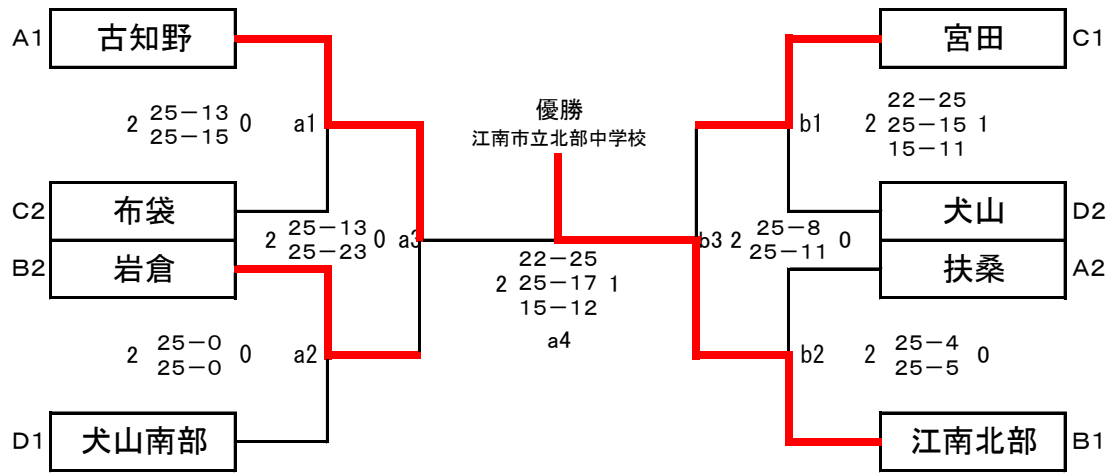 A1 古知野
宮田 C1
優勝
江南市立北部中学校
2 25－13 0 a1
25－15
b1 2 22－25 1
25－15
15－11
C2 布袋
犬山 D2
2 25－13 0 a3
25－23
b3 2 25－8 0
25－11
B2 岩倉
扶桑 A2
22－25
2 25－17 1
15－12
a4
2 25－0 0 a2
25－0
b2 2 25－4 0
25－5
D1 犬山南部
江南北部 B1